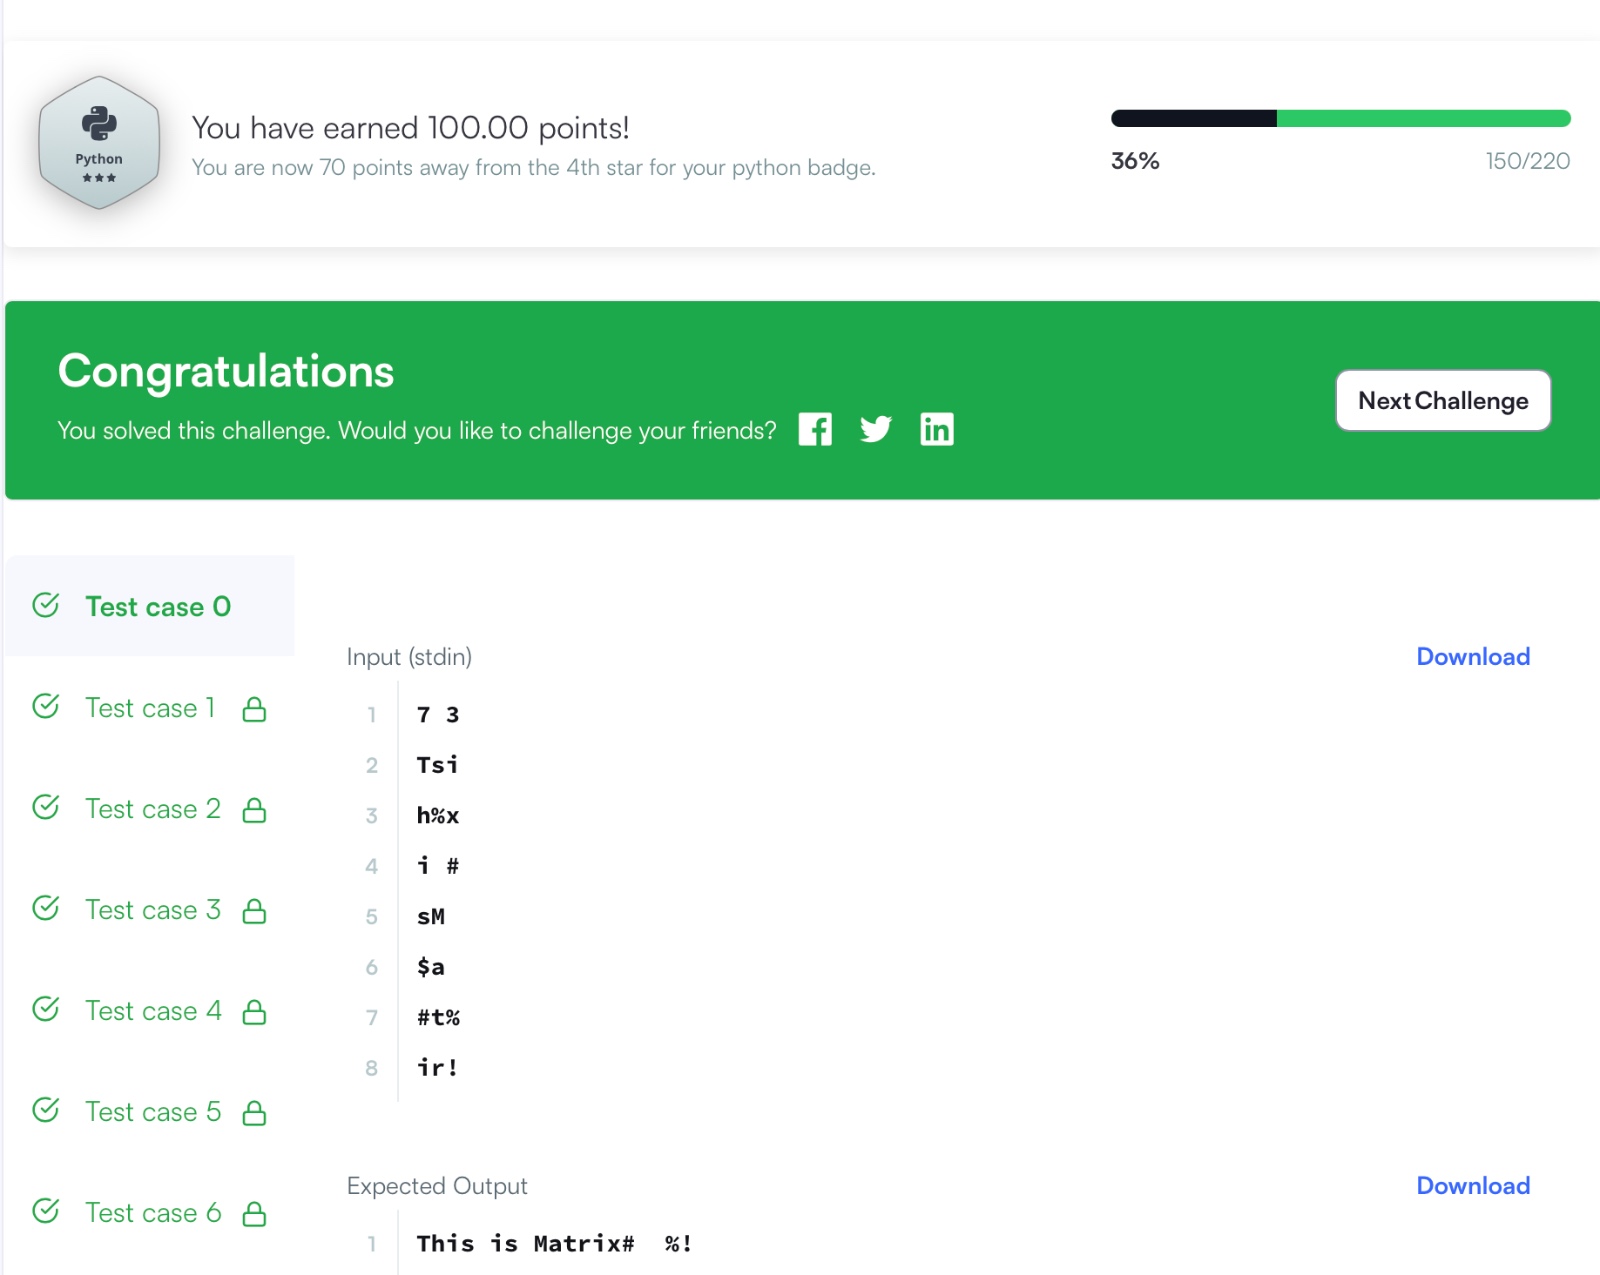 Python
You have earned 100.00 points!
You are now 70 points away from the 4th star for your python badge.
36%
150/220
Congratulations
You solved this challenge. Would you like to challenge your friends?
Next Challenge
Test case 0
Test case 1
Test case 2
Test case 3
Test case 4
Test case 5
Test case 6
Input (stdin)
Download
1 7 3
2 Tsi
3 h%x
4 i #
5 sM
6 $a
7 #t%
8 ir!
Expected Output
Download
1 This is Matrix#  %!